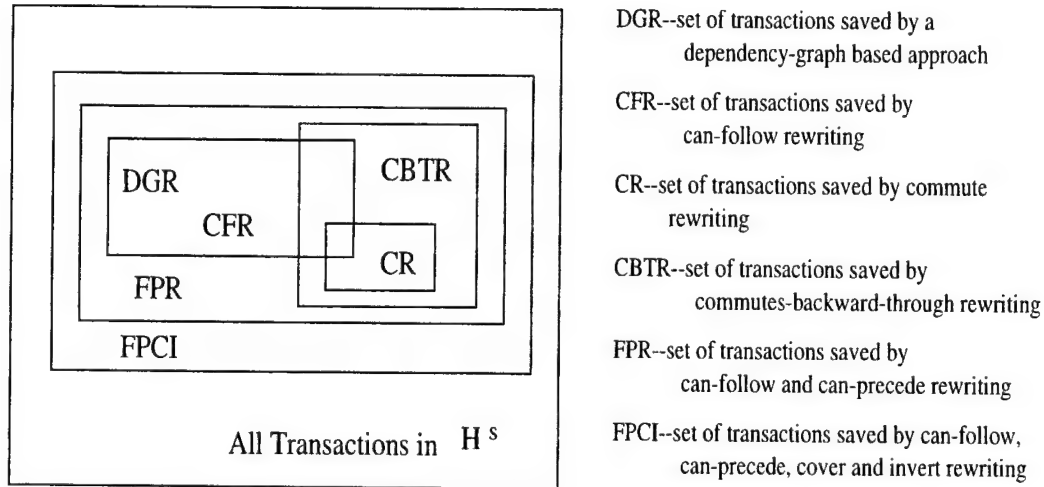 DGR
CFR
CBTR
CR
FPR
FPCI
All Transactions in H s
DGR--set of transactions saved by a
dependency-graph based approach
CFR--set of transactions saved by
can-follow rewriting
CR--set of transactions saved by commute
rewriting
CBTR--set of transactions saved by
commutes-backward-through rewriting
FPR--set of transactions saved by
can-follow and can-precede rewriting
FPCI--set of transactions saved by can-follow,
can-precede, cover and invert rewriting